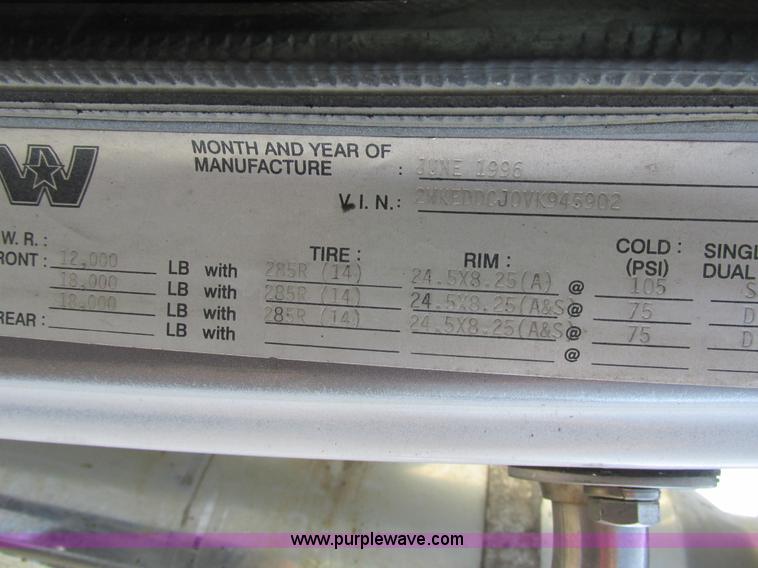 W
MONTH AND YEAR OF
MANUFACTURE : JUNE 1996
V.I.N.: 2WKEDDCJ0VK945902
W. R. : TIRE: RIM: COLD: (PSI) SINGL DUAL
RONT: 12,000 LB with 285R (14) 24.5X8.25(A) @ 105 S
18,000 LB with 285R (14) 24.5X8.25(A&S) @ 75 D
REAR: 18,000 LB with 285R (14) 24.5X8.25(A&S) @ 75 D
@
www.purplewave.com